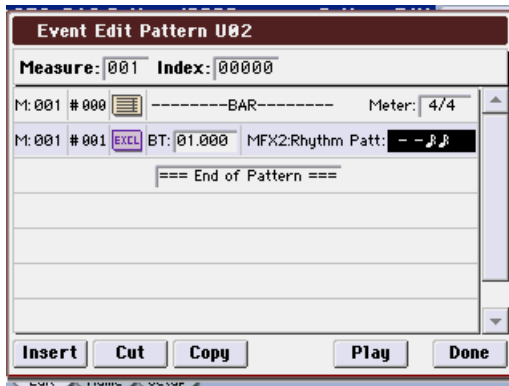 Event Edit Pattern U02
Measure: 001 Index: 00000
M: 001 #000 --------BAR-------- Meter: 4/4
M: 001 #001 EXCL BT: 01.000 MFX2:Rhythm Patt: --♪♪
=== End of Pattern ===
Insert Cut Copy Play Done